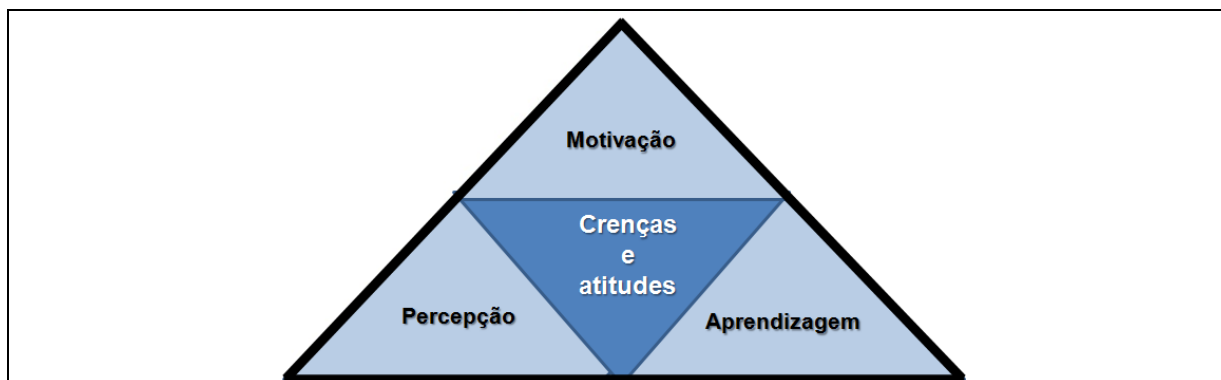 Motivação
Crenças
e
atitudes
Percepção
Aprendizagem